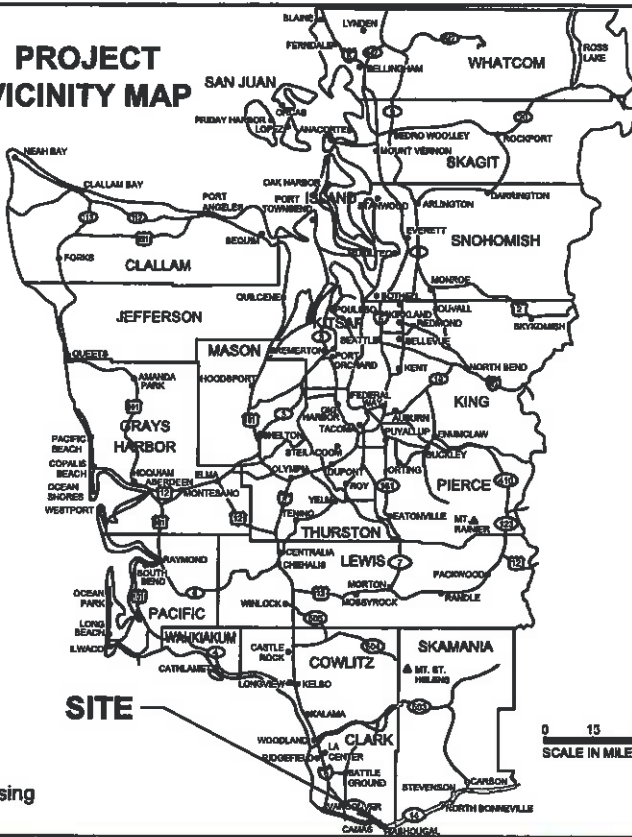 PROJECT
VICINITY MAP
BLAINE
LYNDEN
FERNDALE
BELLINGHAM
WHATCOM
ROSS
LAKE
SAN JUAN
ORCAS
FRIDAY HARBOR
LOPEZ
ANACORTES
SEDRO WOOLLEY
ROCKPORT
MOUNT VERNON
SKAGIT
NEAH BAY
CLALLAM BAY
OAK HARBOR
PORT
TOWNSEND
ISLAND
STANWOOD
ARLINGTON
DARRINGTON
PORT
ANGELES
SEQUIM
EVERETT
SNOHOMISH
FORKS
CLALLAM
MONROE
QUILCENE
BOTHELL
DUVALL
JEFFERSON
POULSBO
KITSAP
KIRKLAND
REDMOND
SKYKOMISH
SEATTLE
BELLEVUE
MASON
BREMERTON
PORT
ORCHARD
QUEETS
AMANDA
PARK
HOODSPORT
KENT
NORTH BEND
FEDERAL
WAY
KING
GRAYS
HARBOR
HARBOR
TACOMA
AUBURN
PUYALLUP
ENUMCLAW
PACIFIC
BEACH
SHELTON
STEILACOOM
BUCKLEY
COPALIS
BEACH
HOQUIAM
ABERDEEN
ELMA
OLYMPIA
DUPONT
ORTING
PIERCE
OCEAN
SHORES
12
MONTESANO
ROY
YELM
WESTPORT
TENINO
EATONVILLE
MT
RAINIER
THURSTON
RAYMOND
SOUTH
BEND
CENTRALIA
CHEHALIS
LEWIS
7
12
MORTON
PACKWOOD
OCEAN
PARK
PACIFIC
WINLOCK
MOSSYROCK
RANDLE
LONG
BEACH
WAHKIAKUM
ILWACO
CASTLE
ROCK
SKAMANIA
CATHLAMET
COWLITZ
MT. ST.
HELENS
LONGVIEW
KELSO
SITE
KALAMA
WOODLAND
CLARK
LA
CENTER
RIDGEFIELD
BATTLE
GROUND
0 15
SCALE IN MILE
STEVENSON
CARSON
sing
VANCOUVER
14
NORTH BONNEVILLE
CAMAS
WASHOUGAL